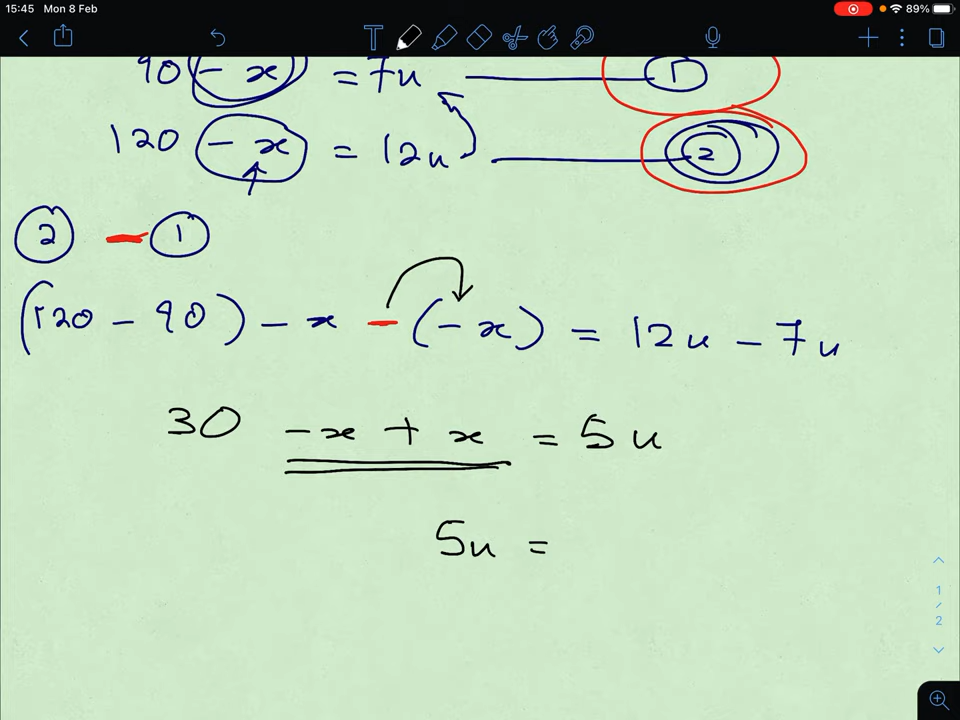 15:45 Mon 8 Feb 89%
T
90 - x = 7u 1
120 - x = 12u 2
2 - 1
(120 - 90) - x - (-x) = 12u - 7u
30 -x + x = 5u
5u =
1
/
2